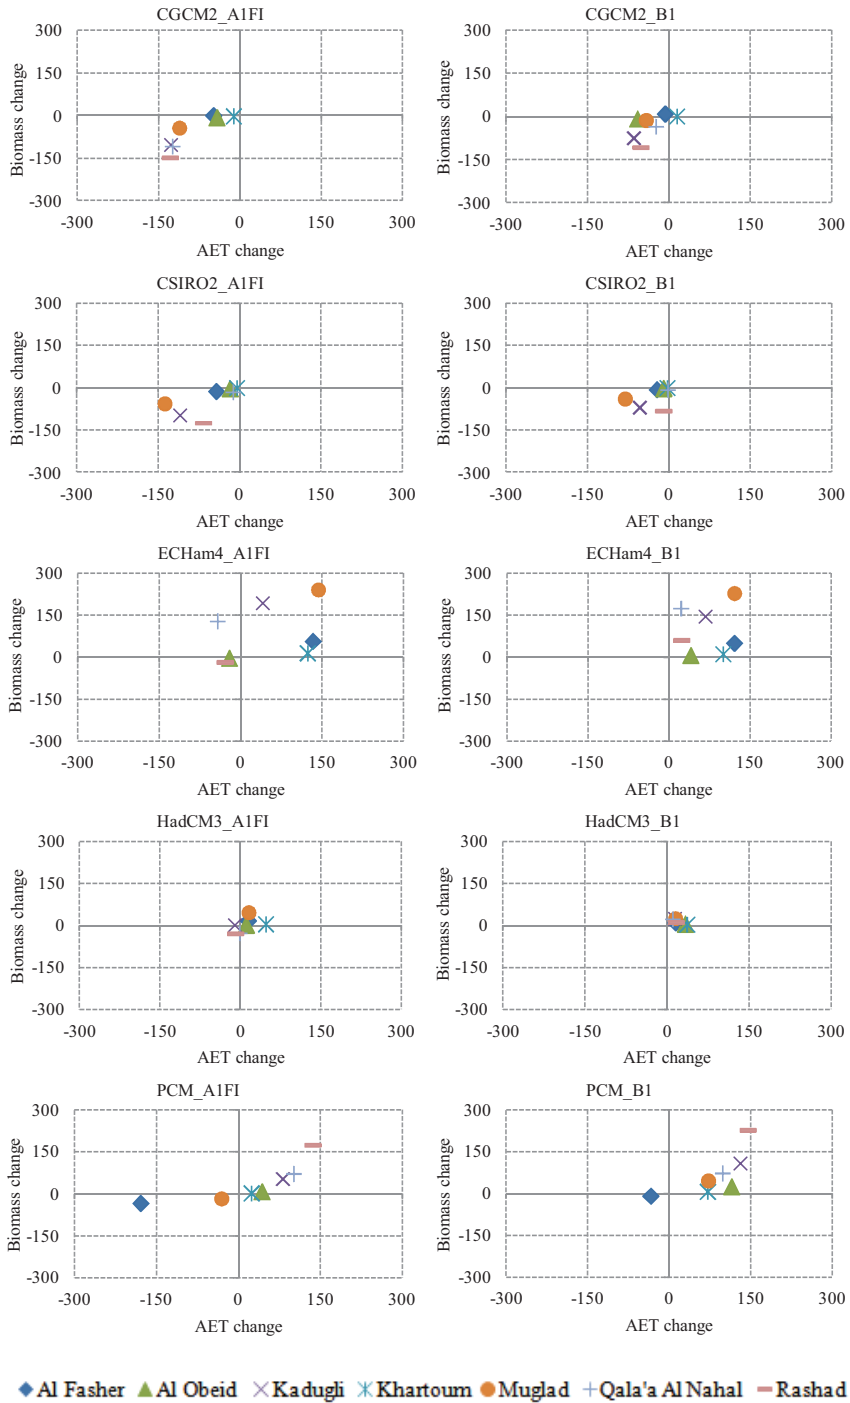 CGCM2_A1FI
300
150
0
-150
-300
Biomass change
-300 -150 0 150 300
AET change
CGCM2_B1
300
150
0
-150
-300
Biomass change
-300 -150 0 150 300
AET change
CSIRO2_A1FI
300
150
0
-150
-300
Biomass change
-300 -150 0 150 300
AET change
CSIRO2_B1
300
150
0
-150
-300
Biomass change
-300 -150 0 150 300
AET change
ECHam4_A1FI
300
150
0
-150
-300
Biomass change
-300 -150 0 150 300
AET change
ECHam4_B1
300
150
0
-150
-300
Biomass change
-300 -150 0 150 300
AET change
HadCM3_A1FI
300
150
0
-150
-300
Biomass change
-300 -150 0 150 300
AET change
HadCM3_B1
300
150
0
-150
-300
Biomass change
-300 -150 0 150 300
AET change
PCM_A1FI
300
150
0
-150
-300
Biomass change
-300 -150 0 150 300
AET change
PCM_B1
300
150
0
-150
-300
Biomass change
-300 -150 0 150 300
AET change
Al Fasher Al Obeid Kadugli Khartoum Muglad Qala'a Al Nahal Rashad